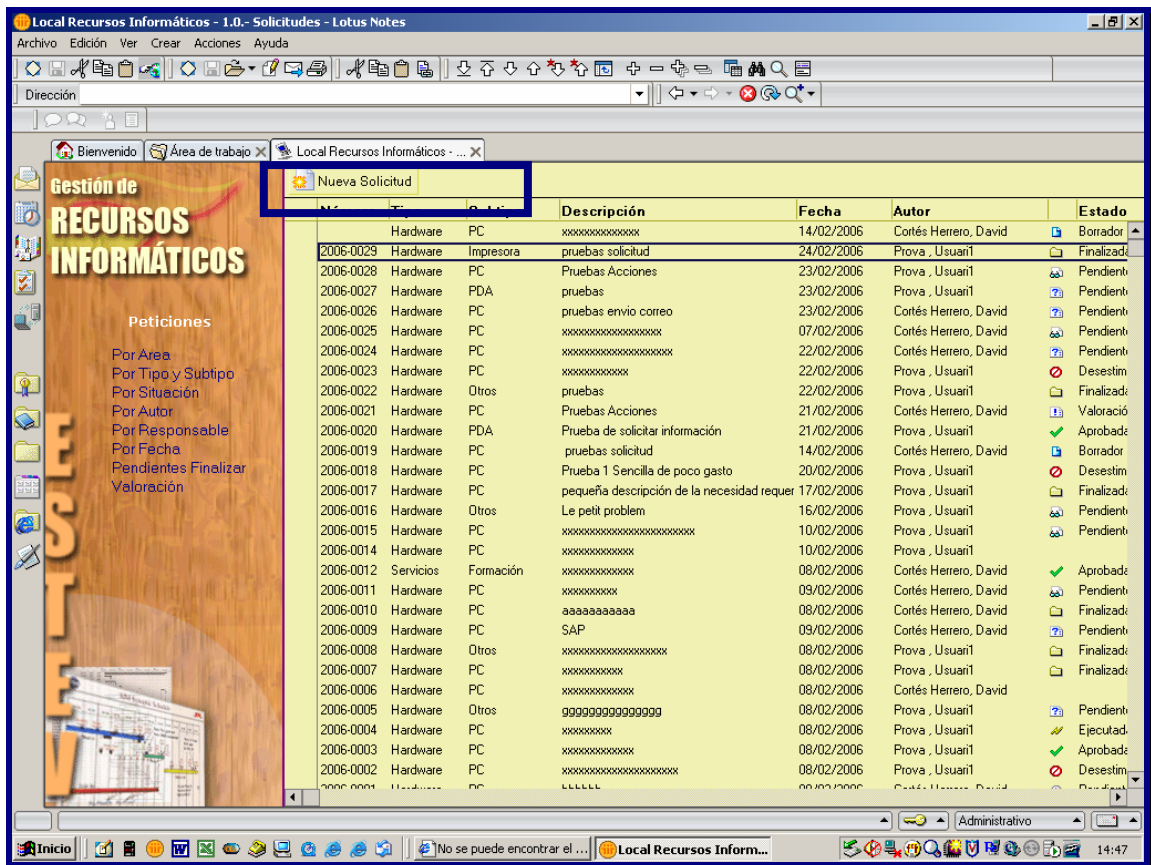 Local Recursos Informáticos - 1.0.- Solicitudes - Lotus Notes
Archivo Edición Ver Crear Acciones Ayuda
Dirección
Bienvenido Área de trabajo Local Recursos Informáticos - ...
Gestión de
RECURSOS
INFORMÁTICOS
Peticiones
Por Area
Por Tipo y Subtipo
Por Situación
Por Autor
Por Responsable
Por Fecha
Pendientes Finalizar
Valoración
ESTEV
Nueva Solicitud
Descripción Fecha Autor Estado
Hardware PC xxxxxxxxxxxxx 14/02/2006 Cortés Herrero, David Borrador
2006-0029 Hardware Impresora pruebas solicitud 24/02/2006 Prova , Usuari1 Finalizada
2006-0028 Hardware PC Pruebas Acciones 23/02/2006 Prova , Usuari1 Pendient
2006-0027 Hardware PDA pruebas 23/02/2006 Prova , Usuari1 Pendient
2006-0026 Hardware PC pruebas envio correo 23/02/2006 Cortés Herrero, David Pendient
2006-0025 Hardware PC xxxxxxxxxxxxxxxxxx 07/02/2006 Cortés Herrero, David Pendient
2006-0024 Hardware PC xxxxxxxxxxxxxxxxxxxx 22/02/2006 Cortés Herrero, David Pendient
2006-0023 Hardware PC xxxxxxxxxxxx 22/02/2006 Prova , Usuari1 Desestim
2006-0022 Hardware Otros pruebas 22/02/2006 Prova , Usuari1 Finalizada
2006-0021 Hardware PC Pruebas Acciones 21/02/2006 Cortés Herrero, David Valoració
2006-0020 Hardware PDA Prueba de solicitar información 21/02/2006 Prova , Usuari1 Aprobada
2006-0019 Hardware PC pruebas solicitud 14/02/2006 Cortés Herrero, David Borrador
2006-0018 Hardware PC Prueba 1 Sencilla de poco gasto 20/02/2006 Prova , Usuari1 Desestim
2006-0017 Hardware PC pequeña descripción de la necesidad requer 17/02/2006 Prova , Usuari1 Finalizada
2006-0016 Hardware Otros Le petit problem 16/02/2006 Prova , Usuari1 Pendient
2006-0015 Hardware PC xxxxxxxxxxxxxxxxxxxxxxxx 10/02/2006 Prova , Usuari1 Pendient
2006-0014 Hardware PC xxxxxxxxxxxxx 10/02/2006 Prova , Usuari1
2006-0012 Servicios Formación xxxxxxxxxxxxx 08/02/2006 Cortés Herrero, David Aprobada
2006-0011 Hardware PC xxxxxxxxxx 09/02/2006 Cortés Herrero, David Pendient
2006-0010 Hardware PC aaaaaaaaaaa 08/02/2006 Cortés Herrero, David Finalizada
2006-0009 Hardware PC SAP 09/02/2006 Cortés Herrero, David Pendient
2006-0008 Hardware Otros xxxxxxxxxxxxxxxxxxx 08/02/2006 Prova , Usuari1 Finalizada
2006-0007 Hardware PC xxxxxxxxxxx 08/02/2006 Prova , Usuari1 Finalizada
2006-0006 Hardware PC xxxxxxxxxxxxx 08/02/2006 Cortés Herrero, David
2006-0005 Hardware Otros ggggggggggggggg 08/02/2006 Prova , Usuari1 Pendient
2006-0004 Hardware PC xxxxxxxxx 08/02/2006 Prova , Usuari1 Ejecutad
2006-0003 Hardware PC xxxxxxxxxxxxx 08/02/2006 Prova , Usuari1 Aprobada
2006-0002 Hardware PC xxxxxxxxxxxxxxxxxxxxx 08/02/2006 Prova , Usuari1 Desestim
Administrativo
Inicio No se puede encontrar el ... Local Recursos Inform... 14:47